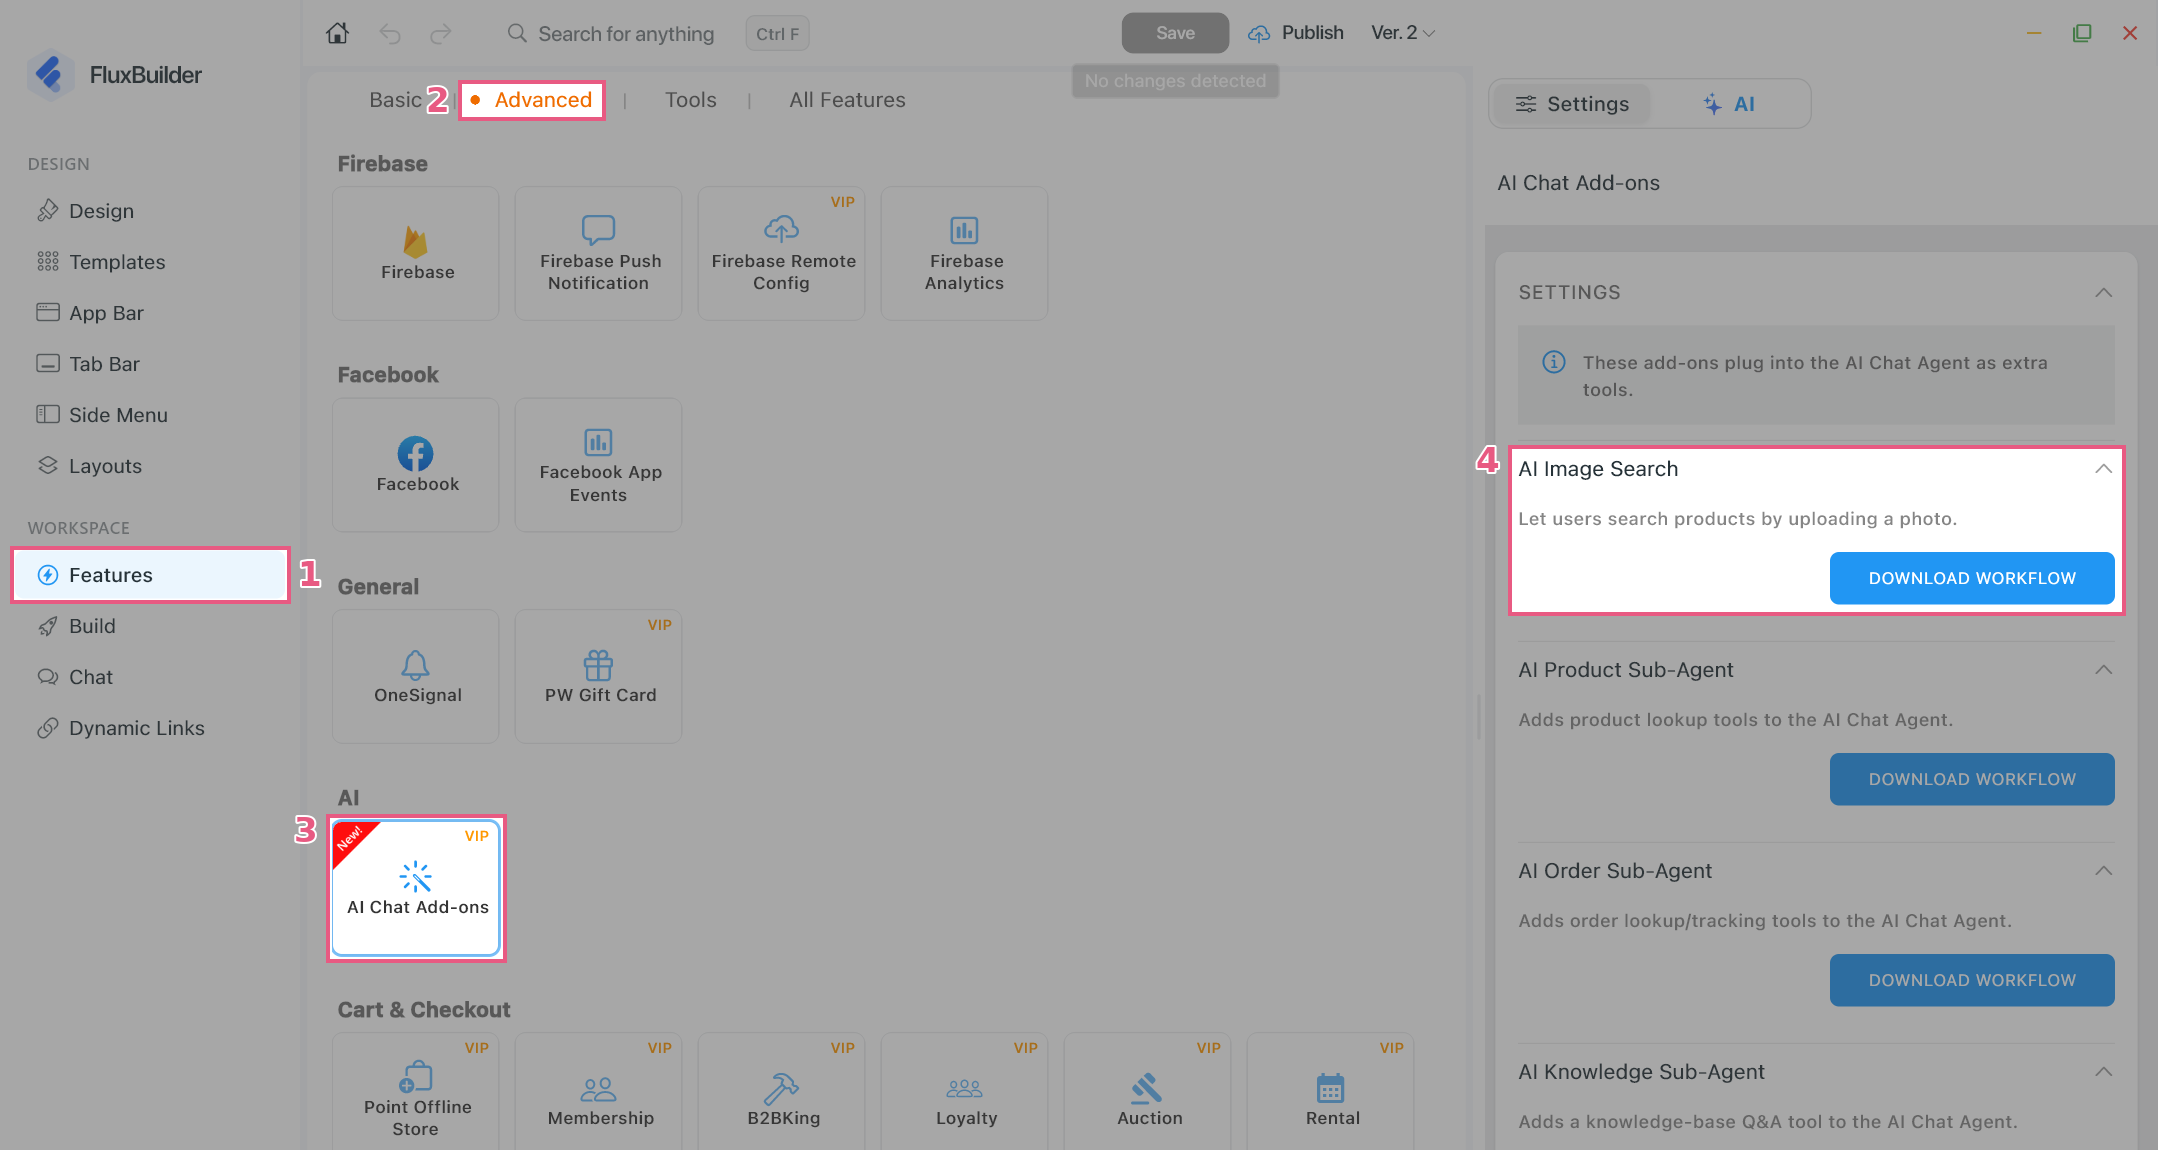 FluxBuilder
DESIGN
Design
Templates
App Bar
Tab Bar
Side Menu
Layouts
WORKSPACE
Features
1
Build
Chat
Dynamic Links
Search for anything
Ctrl F
Save
Publish
Ver. 2
No changes detected
Basic
2
Advanced
Tools
All Features
Firebase
Firebase
Firebase Push
Notification
VIP
Firebase Remote
Config
Firebase
Analytics
Facebook
Facebook
Facebook App
Events
General
OneSignal
VIP
PW Gift Card
AI
3
New!
VIP
AI Chat Add-ons
Cart & Checkout
VIP
Point Offline
Store
VIP
Membership
VIP
B2BKing
VIP
Loyalty
VIP
Auction
VIP
Rental
Settings
AI
AI Chat Add-ons
SETTINGS
These add-ons plug into the AI Chat Agent as extra
tools.
4
AI Image Search
Let users search products by uploading a photo.
DOWNLOAD WORKFLOW
AI Product Sub-Agent
Adds product lookup tools to the AI Chat Agent.
DOWNLOAD WORKFLOW
AI Order Sub-Agent
Adds order lookup/tracking tools to the AI Chat Agent.
DOWNLOAD WORKFLOW
AI Knowledge Sub-Agent
Adds a knowledge-base Q&A tool to the AI Chat Agent.